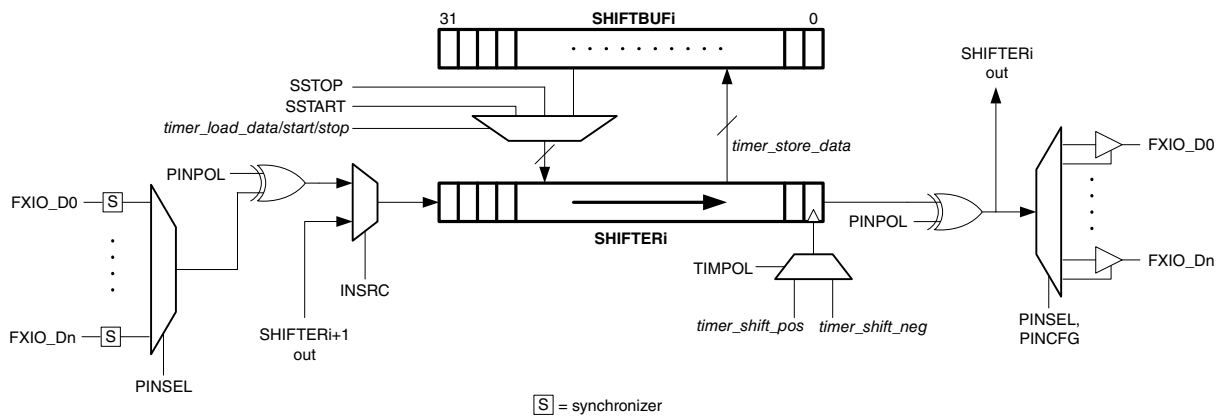 31
SHIFTBUFi
0
SHIFTERi
out
SSTOP
SSTART
timer_load_data/start/stop
timer_store_data
PINPOL
FXIO_D0
S
FXIO_D0
SHIFTERi
PINPOL
TIMPOL
FXIO_Dn
INSRC
timer_shift_pos
timer_shift_neg
SHIFTERi+1
out
FXIO_Dn
S
PINSEL
PINSEL,
PINCFG
S = synchronizer